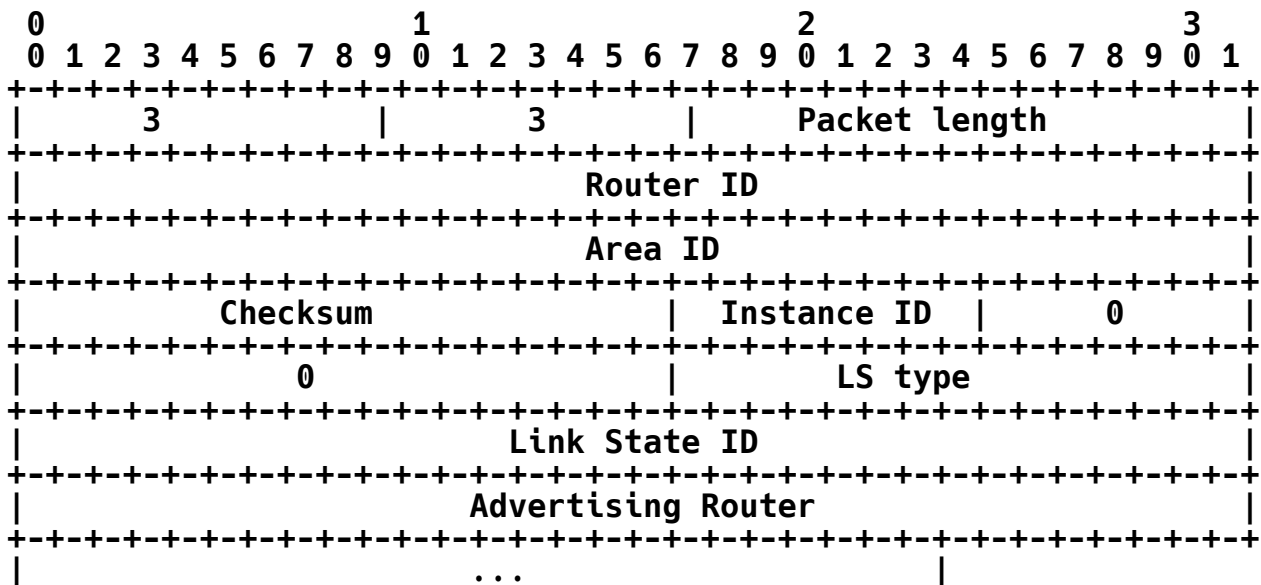 0                   1                   2                   3
 0 1 2 3 4 5 6 7 8 9 0 1 2 3 4 5 6 7 8 9 0 1 2 3 4 5 6 7 8 9 0 1
+-+-+-+-+-+-+-+-+-+-+-+-+-+-+-+-+-+-+-+-+-+-+-+-+-+-+-+-+-+-+-+-+
|      3           |       3       |     Packet length          |
+-+-+-+-+-+-+-+-+-+-+-+-+-+-+-+-+-+-+-+-+-+-+-+-+-+-+-+-+-+-+-+-+
|                             Router ID                         |
+-+-+-+-+-+-+-+-+-+-+-+-+-+-+-+-+-+-+-+-+-+-+-+-+-+-+-+-+-+-+-+-+
|                             Area ID                           |
+-+-+-+-+-+-+-+-+-+-+-+-+-+-+-+-+-+-+-+-+-+-+-+-+-+-+-+-+-+-+-+-+
|          Checksum               |  Instance ID  |      0      |
+-+-+-+-+-+-+-+-+-+-+-+-+-+-+-+-+-+-+-+-+-+-+-+-+-+-+-+-+-+-+-+-+
|              0                  |        LS type              |
+-+-+-+-+-+-+-+-+-+-+-+-+-+-+-+-+-+-+-+-+-+-+-+-+-+-+-+-+-+-+-+-+
|                         Link State ID                         |
+-+-+-+-+-+-+-+-+-+-+-+-+-+-+-+-+-+-+-+-+-+-+-+-+-+-+-+-+-+-+-+-+
|                       Advertising Router                      |
+-+-+-+-+-+-+-+-+-+-+-+-+-+-+-+-+-+-+-+-+-+-+-+-+-+-+-+-+-+-+-+-+
|                       ...                     |